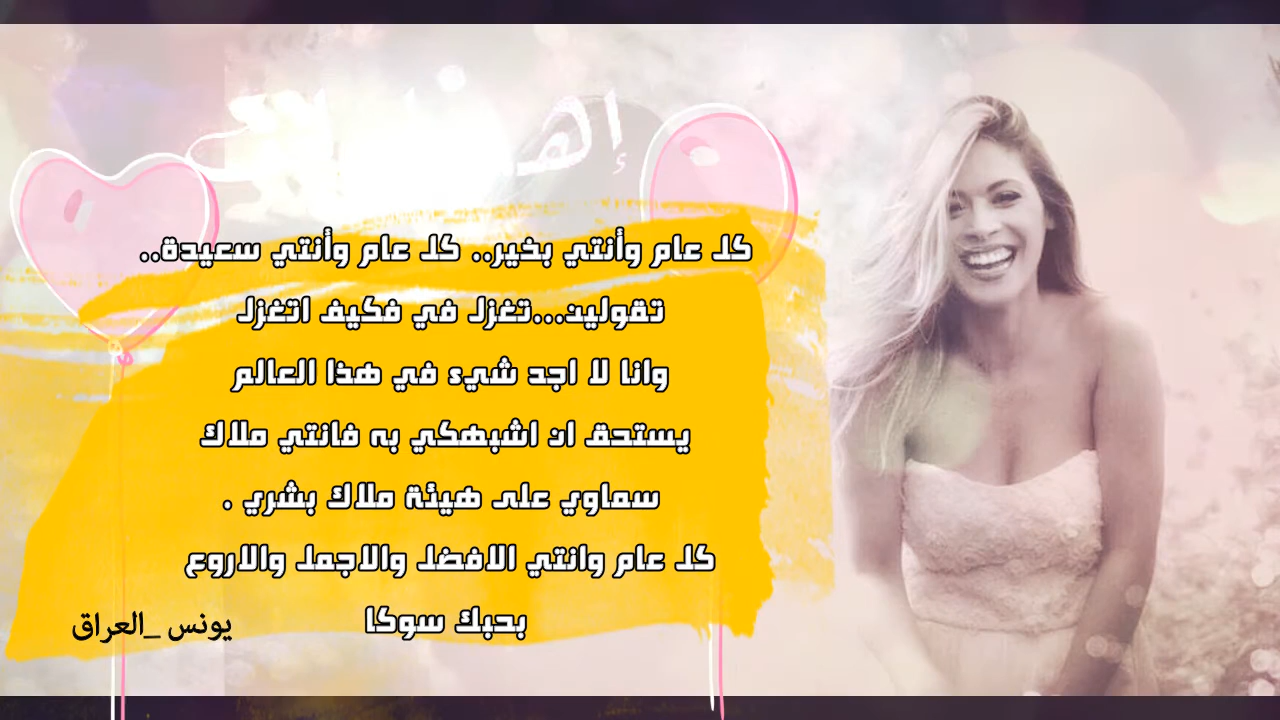 كل عام وأنتي بخير.. كل عام وأنتي سعيدة..
تقولين...تغزل في فكيف اتغزل
وانا لا اجد شيء في هذا العالم
يستحق ان اشبهكي به فانتي ملاك
سماوي على هيئة ملاك بشري .
كل عام وانتي الافضل والاجمل والاروع
بحبك سوكا
يونس _العراق